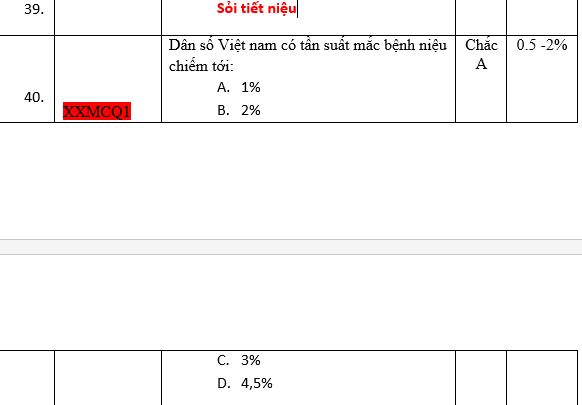 39.
Sỏi tiết niệu
Dân số Việt nam có tần suất mắc bệnh niệu
chiếm tới:
Chắc
A
0.5 -2%
A. 1%
40.
XXMCQ1
B. 2%
C. 3%
D. 4,5%